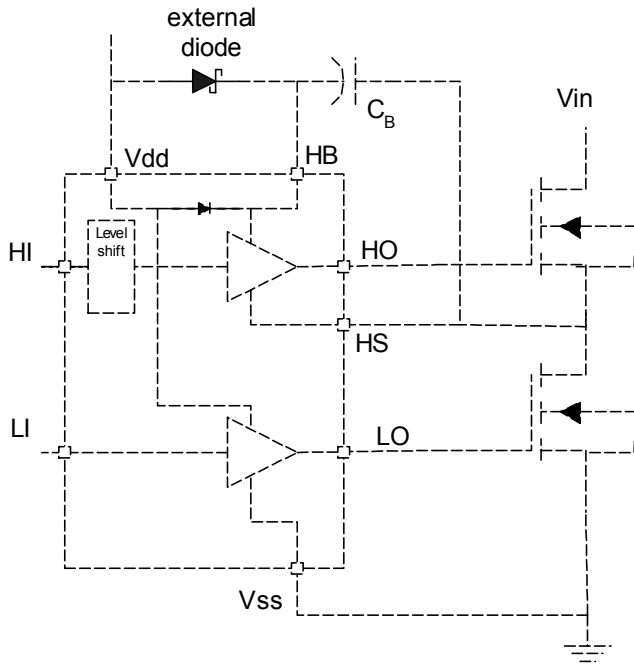 external
diode
C_B
Vin
Vdd
HB
Level
shift
HI
HO
HS
LI
LO
Vss